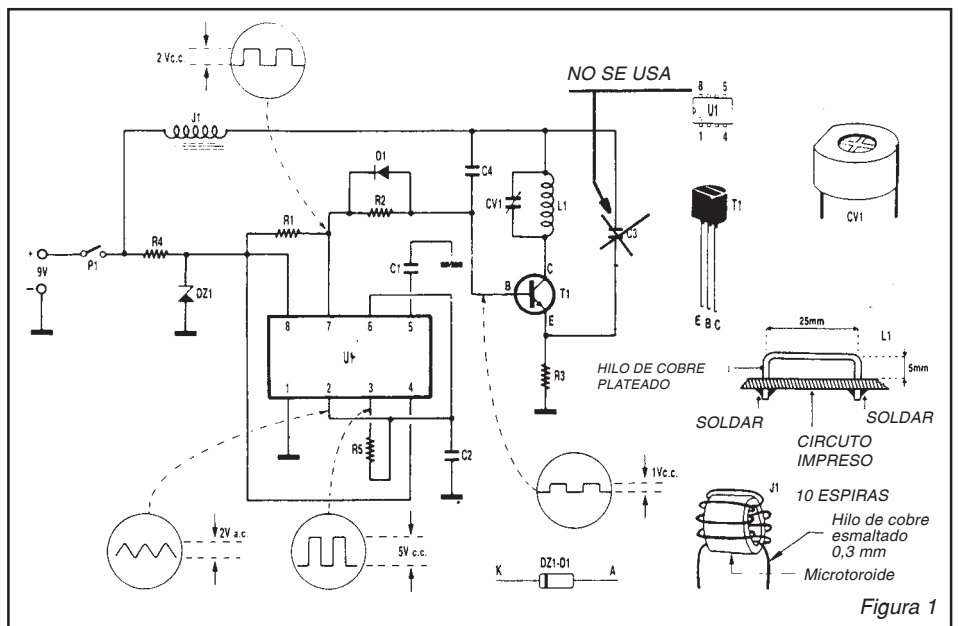 2 Vc.c.
NO SE USA
8 5
U1
1 4
J1
D1
C4
R2
CV1
L1
C3
T1
CV1
R1
R4
C1
+
9V
-
P1
DZ1
C
B
T1
E
E B C
8 7 6 5
U1
1 2 3 4
R3
25mm
L1
5mm
HILO DE COBRE
PLATEADO
SOLDAR
SOLDAR
CIRCUTO
IMPRESO
R5
C2
1Vc.c.
2V a.c.
5V c.c.
J1
10 ESPIRAS
Hilo de cobre
esmaltado
0,3 mm
Microtoroide
K DZ1-D1 A
Figura 1